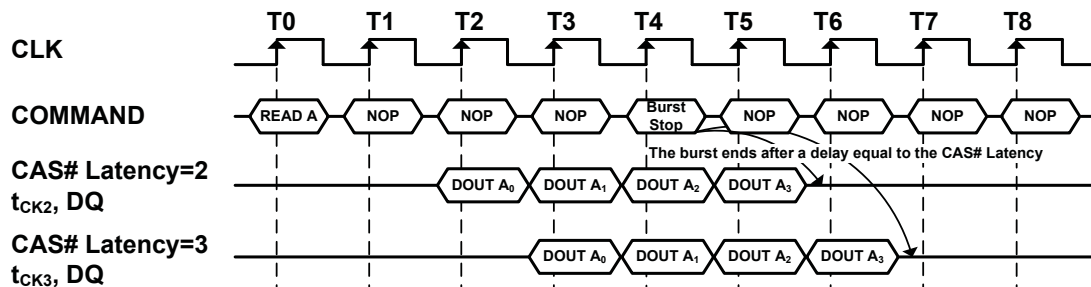 T0 T1 T2 T3 T4 T5 T6 T7 T8
CLK
COMMAND READ A NOP NOP NOP Burst Stop NOP NOP NOP NOP
The burst ends after a delay equal to the CAS# Latency
CAS# Latency=2
tCK2, DQ DOUT A0 DOUT A1 DOUT A2 DOUT A3
CAS# Latency=3
tCK3, DQ DOUT A0 DOUT A1 DOUT A2 DOUT A3